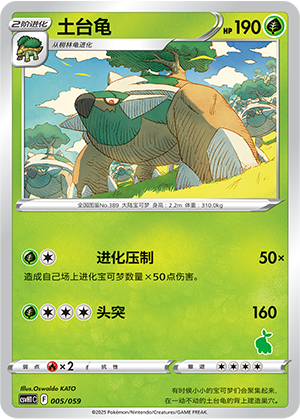 2阶进化
土台龟
HP 190
从树林龟进化
全国图鉴No.389 大陆宝可梦 身高：2.2m 体重：310.0kg
进化压制 50×
造成自己场上进化宝可梦数量×50点伤害。
头突 160
弱点 ×2 抵抗力 撤退
Illus.Oswaldo KATO
F 005/059
有时候小小的宝可梦们会聚集起来，
在一动不动的土台龟的背上建造巢穴。
©2025 Pokémon/Nintendo/Creatures/GAME FREAK.